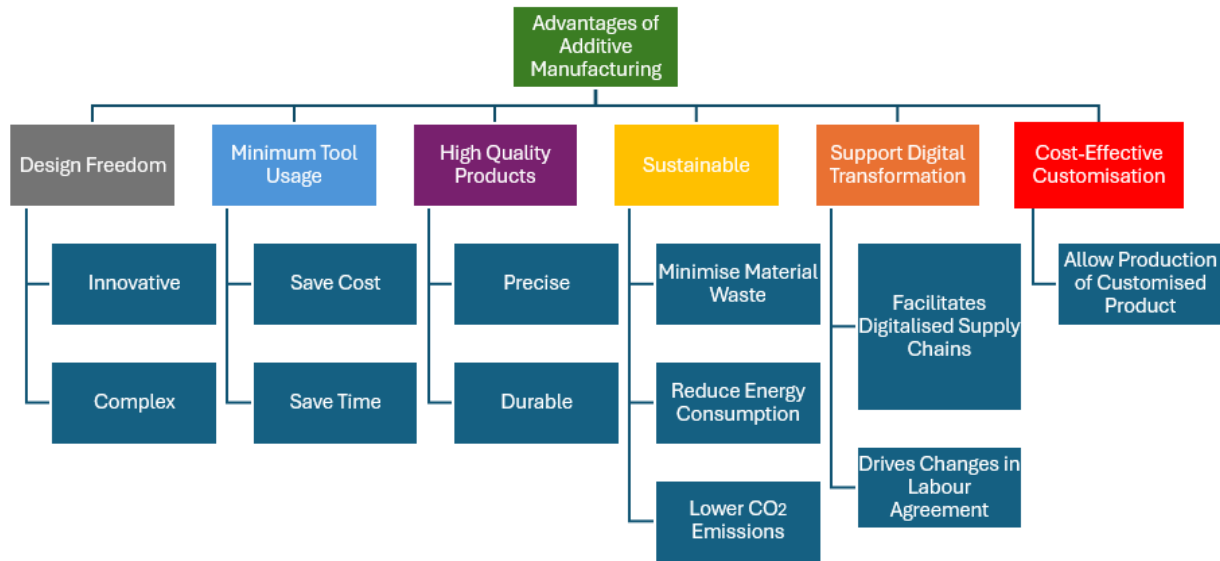 Advantages of
Additive
Manufacturing
Design Freedom
Minimum Tool
Usage
High Quality
Products
Sustainable
Support Digital
Transformation
Cost-Effective
Customisation
Innovative
Complex
Save Cost
Save Time
Precise
Durable
Minimise Material
Waste
Reduce Energy
Consumption
Lower CO₂
Emissions
Facilitates
Digitalised Supply
Chains
Drives Changes in
Labour
Agreement
Allow Production
of Customised
Product